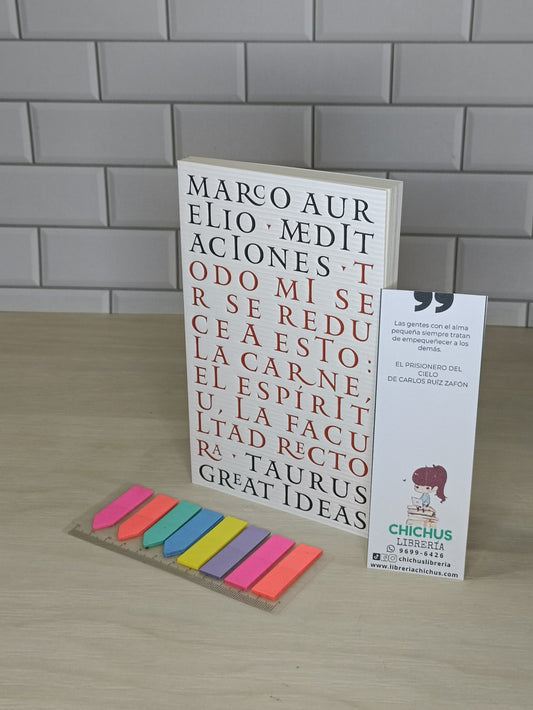 MARCO AUR
ELIO · MEDIT
ACIONES · T
ODO MI SE
R SE REDU
CE A ESTO:
LA CARNE,
EL ESPÍRIT
U, LA FACU
LTAD RECTO
RA · TAURUS
GREAT IDEAS
”
Las gentes con el alma
pequeña siempre tratan
de empequeñecer a los
demás.
EL PRISIONERO DEL
CIELO
DE CARLOS RUÍZ ZAFÓN
CHICHUS
LIBRERÍA
9699-6426
chichuslibreria
www.libreriachichus.com